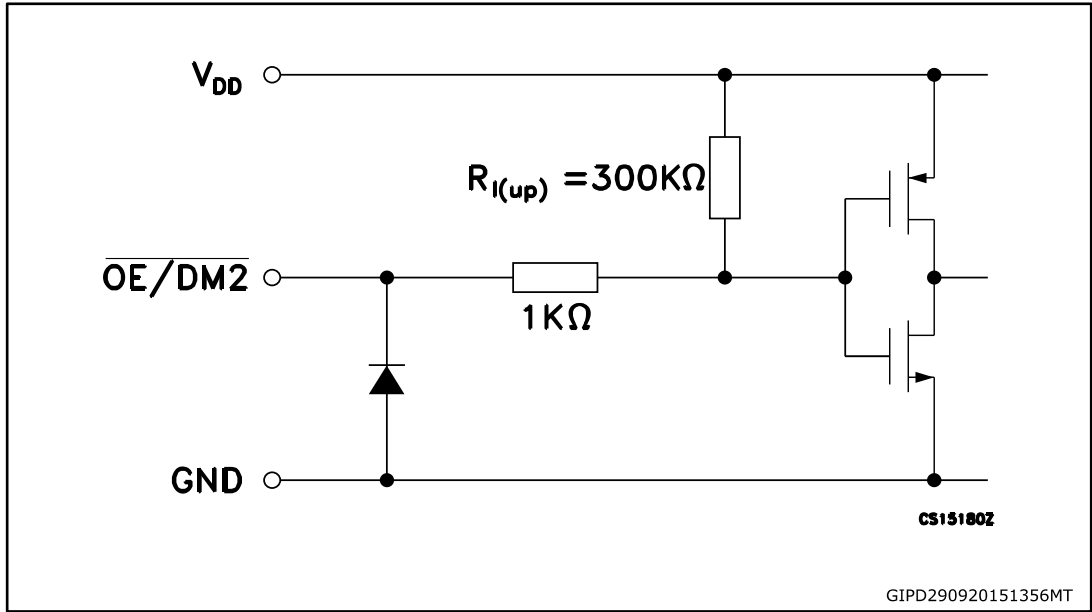 VDD
RI(up) =300KΩ
OE/DM2
1KΩ
GND
CS15180Z
GIPD290920151356MT